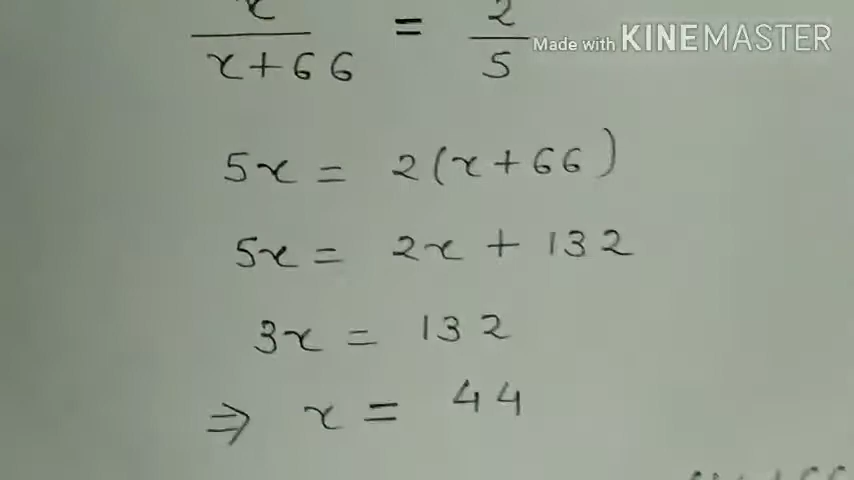 x/x+66 = 2/5
Made with KINEMASTER
5x = 2(x+66)
5x = 2x + 132
3x = 132
⇒ x = 44